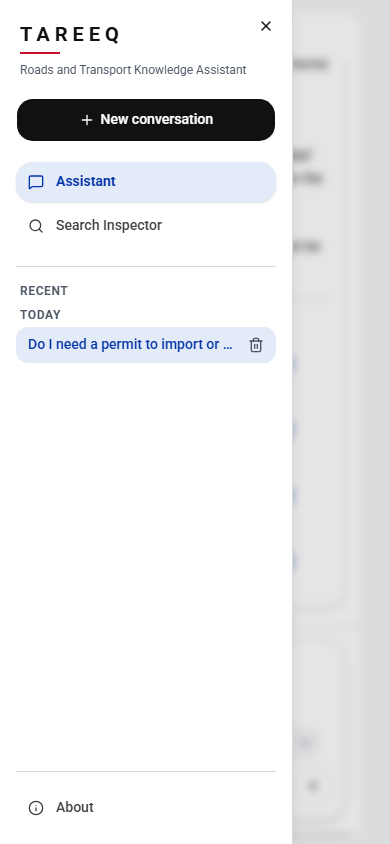 TAREEQ
Roads and Transport Knowledge Assistant
New conversation
Assistant
Search Inspector
RECENT
TODAY
Do I need a permit to import or ...
About